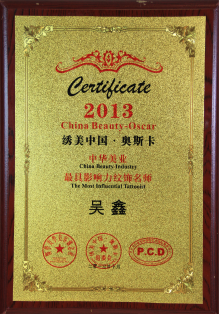 Certificate
2013
China Beauty·Oscar
绣美中国·奥斯卡
中华美业
China Beauty Industry
最具影响力纹饰名师
The Most Influential Tattooist
吴鑫
P.C.D